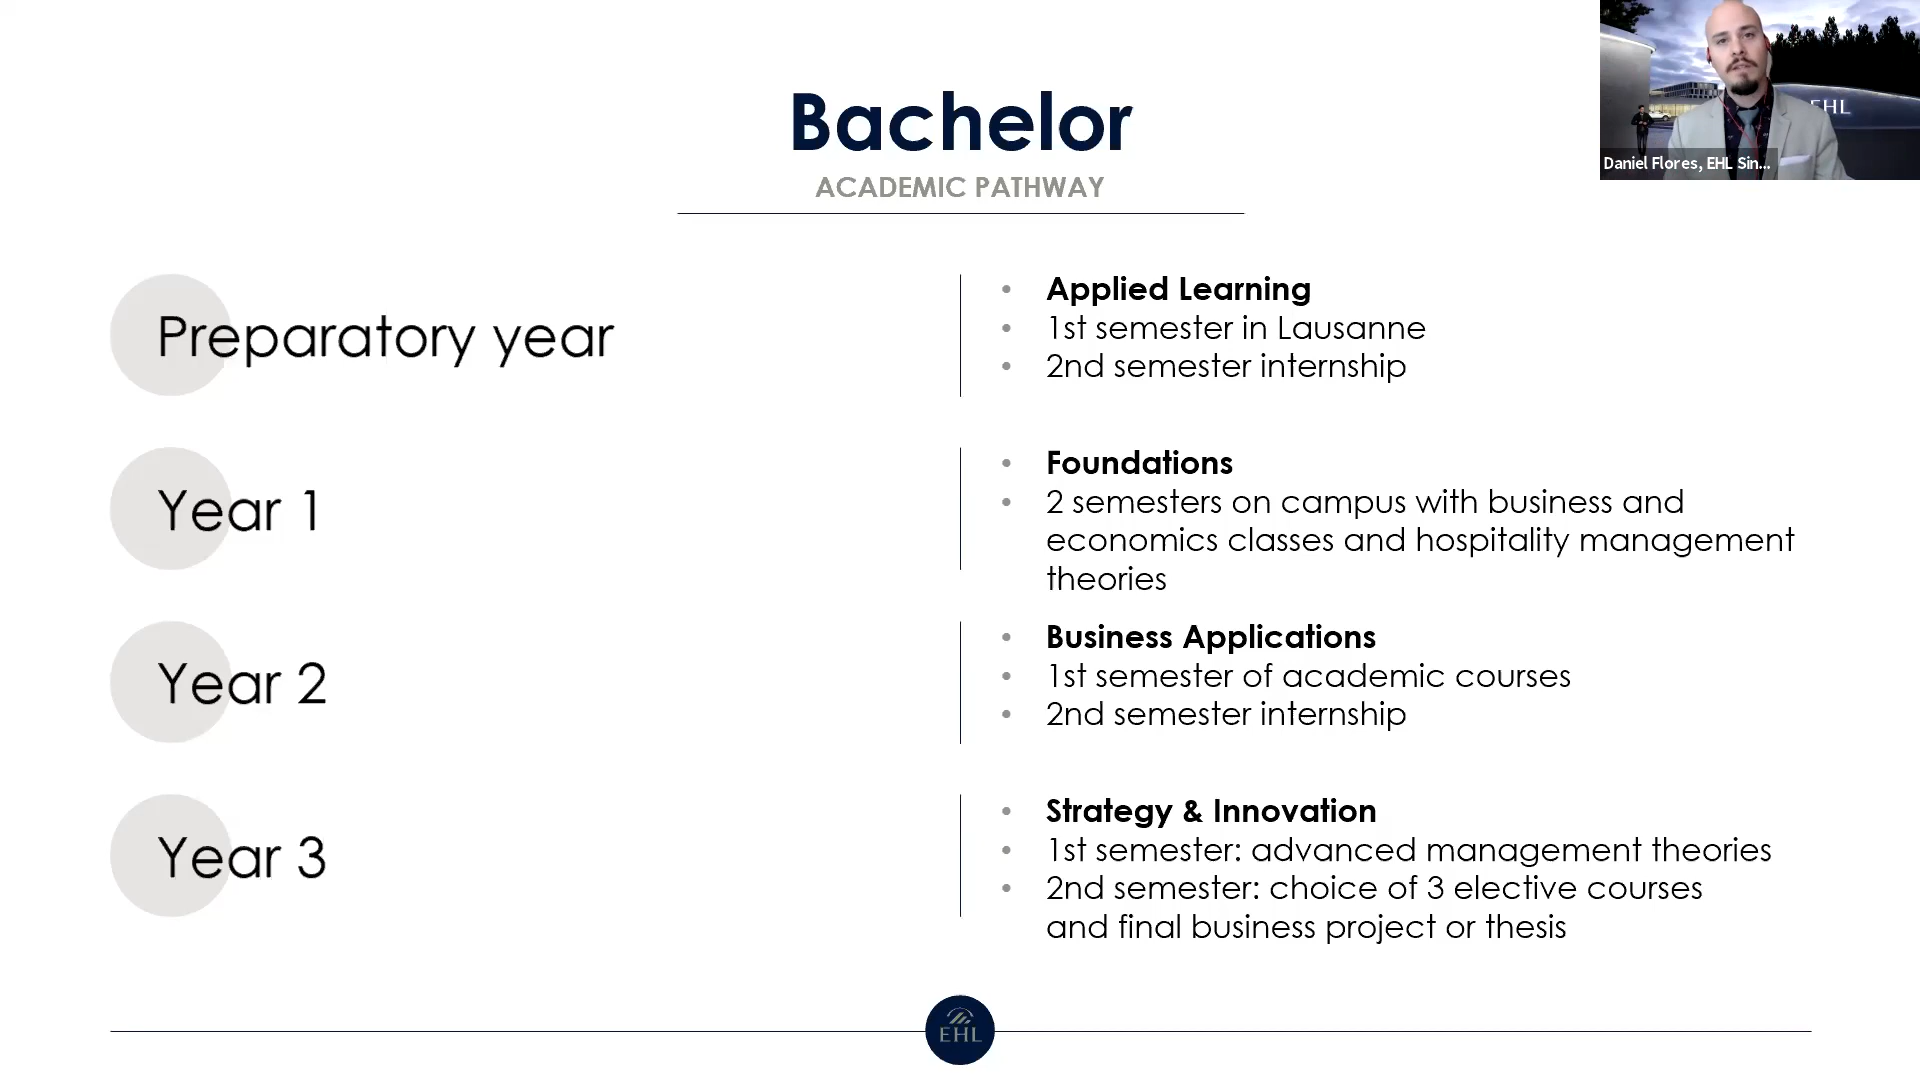 Bachelor
ACADEMIC PATHWAY
EHL
Daniel Flores, EHL Sin...
Preparatory year
• Applied Learning
• 1st semester in Lausanne
• 2nd semester internship
Year 1
• Foundations
• 2 semesters on campus with business and
economics classes and hospitality management
theories
Year 2
• Business Applications
• 1st semester of academic courses
• 2nd semester internship
Year 3
• Strategy & Innovation
• 1st semester: advanced management theories
• 2nd semester: choice of 3 elective courses
and final business project or thesis
EHL